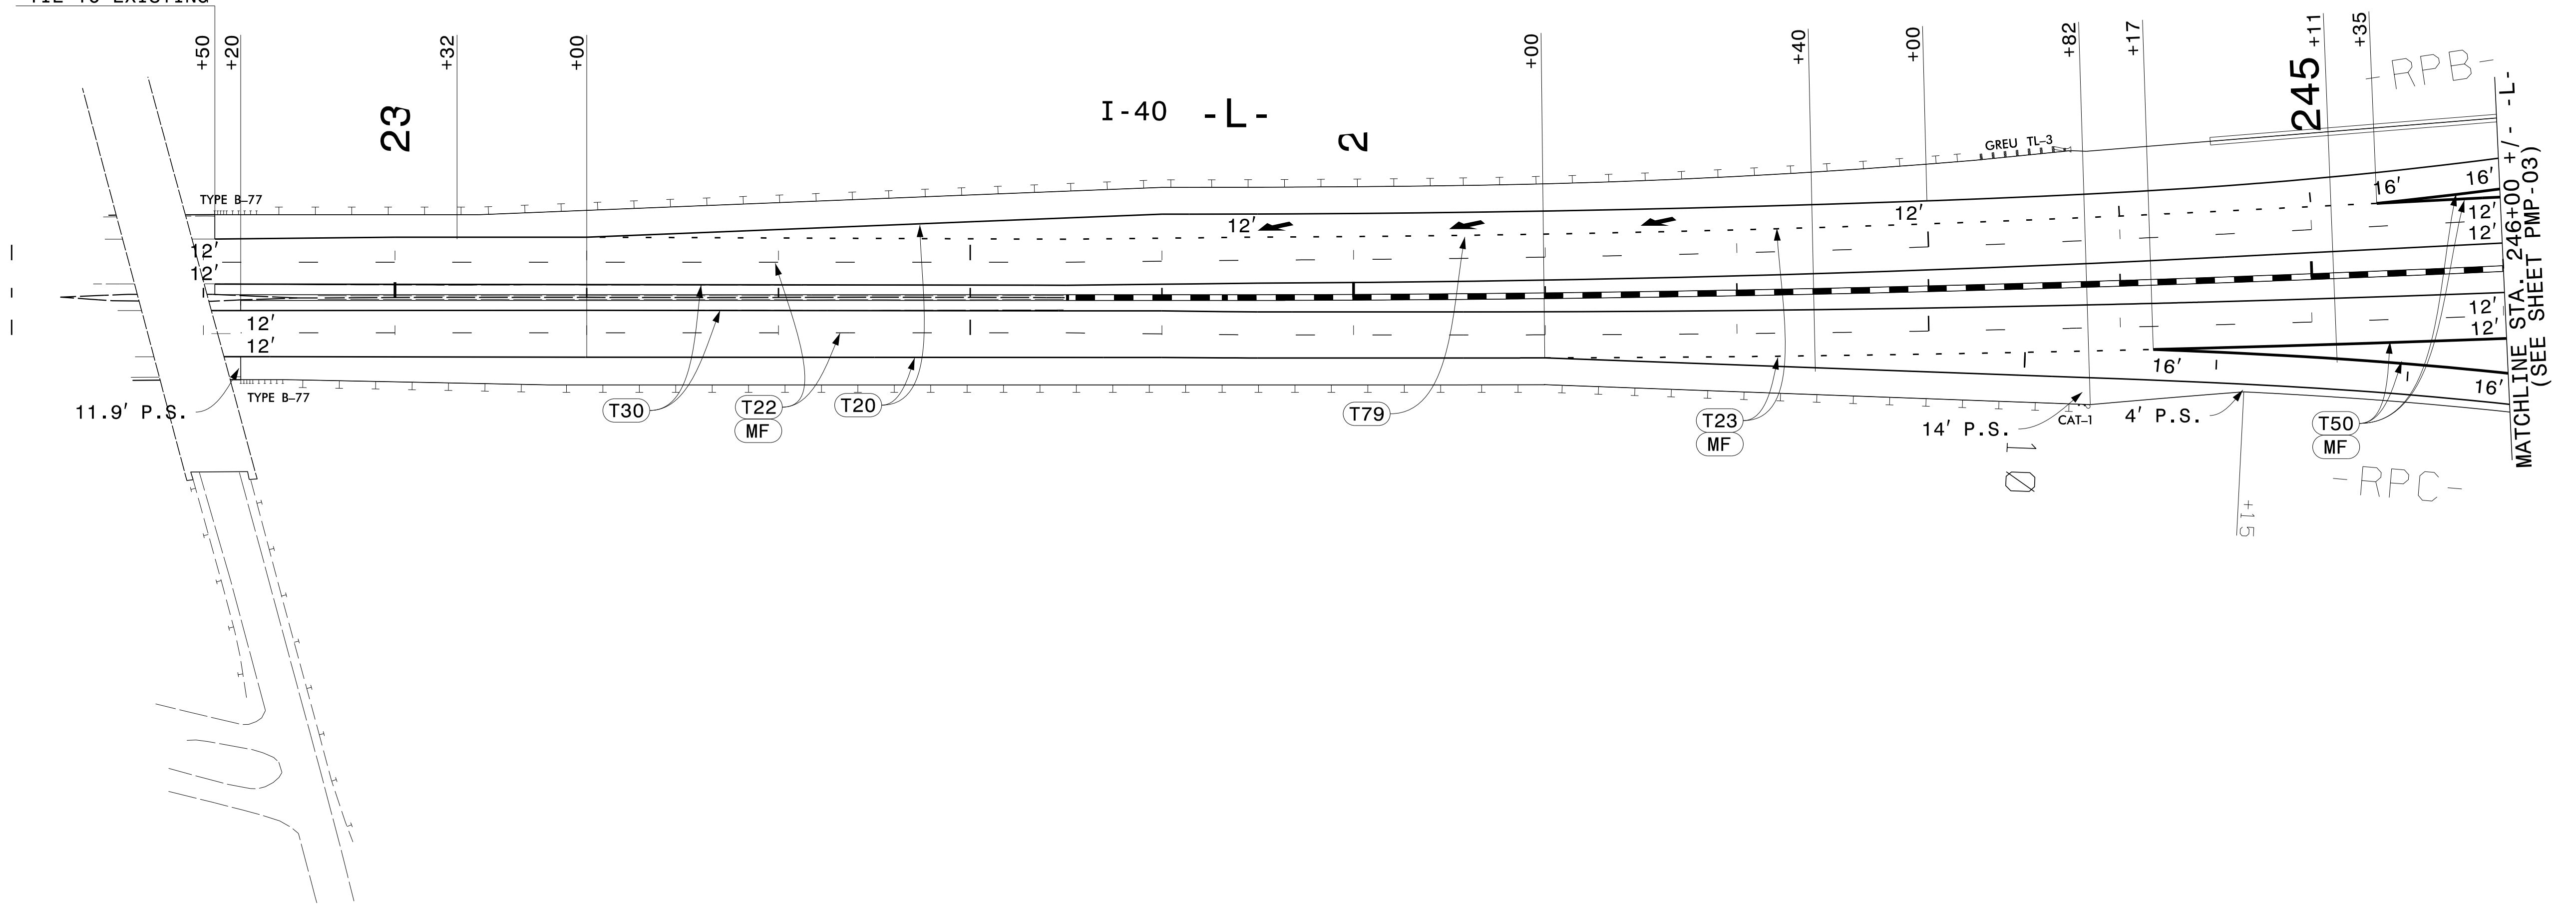 +50
+20
+32
+00
+00
+40
+00
+82
+17
+11
+35
23
I-40 -L-
2
245
-RPB-
GREU TL-3
TYPE B-77
12'
12'
12'
12'
16'
16'
12'
12'
12'
12'
12'
12'
16'
16'
MATCHLINE STA. 246+00 +/- -L-
(SEE SHEET PMP-03)
11.9' P.S.
TYPE B-77
T30
T22
MF
T20
T79
T23
MF
14' P.S.
CAT-1
4' P.S.
T50
MF
10
-RPC-
+15